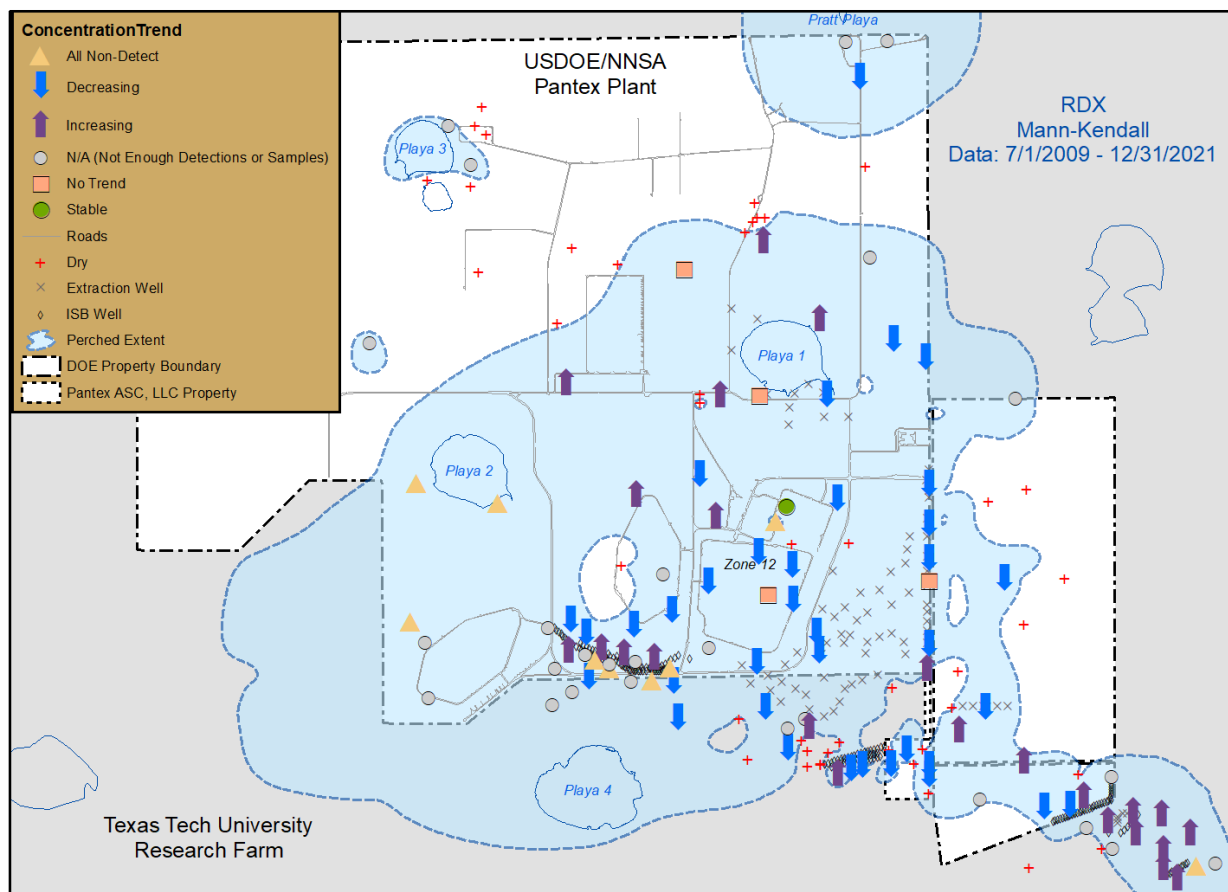 ConcentrationTrend
All Non-Detect
Decreasing
Increasing
N/A (Not Enough Detections or Samples)
No Trend
Stable
Roads
Dry
Extraction Well
ISB Well
Perched Extent
DOE Property Boundary
Pantex ASC, LLC Property
Pratt Playa
USDOE/NNSA
Pantex Plant
RDX
Mann-Kendall
Data: 7/1/2009 - 12/31/2021
Playa 3
Playa 1
Playa 2
Zone 12
Playa 4
Texas Tech University
Research Farm